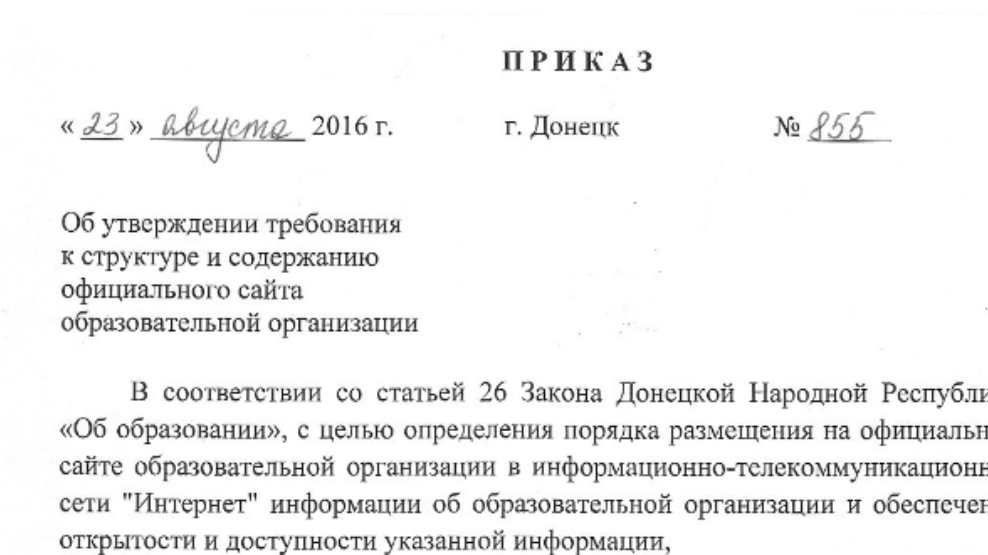 ПРИКАЗ
« 23 » августа 2016 г. г. Донецк № 855
Об утверждении требования
к структуре и содержанию
официального сайта
образовательной организации
В соответствии со статьей 26 Закона Донецкой Народной Республи
«Об образовании», с целью определения порядка размещения на официальн
сайте образовательной организации в информационно-телекоммуникационн
сети "Интернет" информации об образовательной организации и обеспечен
открытости и доступности указанной информации,